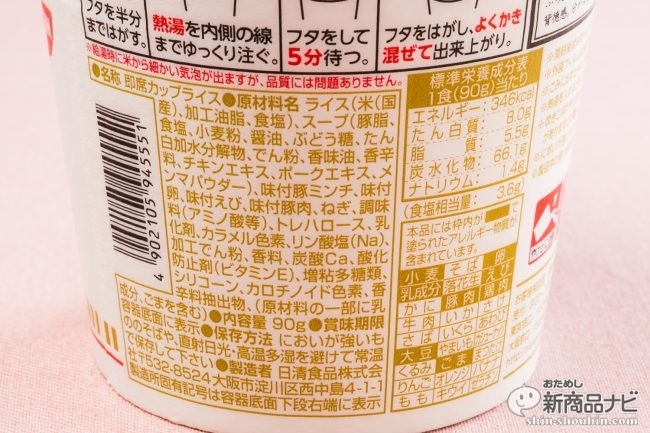 フタを半分
まではがす。
熱湯を内側の線
までゆっくり注ぐ。
フタをして
5分待つ。
フタをはがし、よくかき
混ぜて出来上がり。
※給湯時に米から細かい気泡が出ますが、品質には問題ありません。
●名称 即席カップライス●原材料名 ライス(米(国
産)、加工油脂、食塩)、スープ(豚脂、
食塩、小麦粉、醤油、ぶどう糖、たん
白加水分解物、でん粉、香味油、香辛
料、チキンエキス、ポークエキス、メ
ンマパウダー)、味付豚ミンチ、味付
卵、味付えび、味付豚肉、ねぎ、調味
料(アミノ酸等)、トレハロース、乳
化剤、カラメル色素、リン酸塩(Na)、
加工でん粉、香料、炭酸Ca、酸化
防止剤(ビタミンE)、増粘多糖類、
シリコーン、カロチノイド色素、香
辛料抽出物、(原材料の一部に乳
成分、ごまを含む)●内容量 90g●賞味期限
容器底面に表示●保存方法 においが強いも
ののそばや、直射日光・高温多湿を避けて常温
で保存して下さい●製造者 日清食品株式会
社〒532-8524大阪市淀川区西中島4-1-1
製造所固有記号は容器底面下段右端に表示
4 902105 945551
標準栄養成分表
1食(90g)当たり
エネルギー:346kcal
たん白質:8.0g
脂質:5.5g
炭水化物:66.1g
ナトリウム:1.4g
(食塩相当量:3.6g)
本品には枠内が■で
塗られたアレルギー物質が
含まれています。
小麦 そば 卵
乳成分 落花生 えび
かに 豚肉 鶏肉
牛肉 いか さけ
さば いくら あわび
大豆 やまいも まつたけ
くるみ ごま
りんご オレンジ バナナ
もも キウイ ゼラチン
おためし
新商品ナビ
shin-shouhin.com